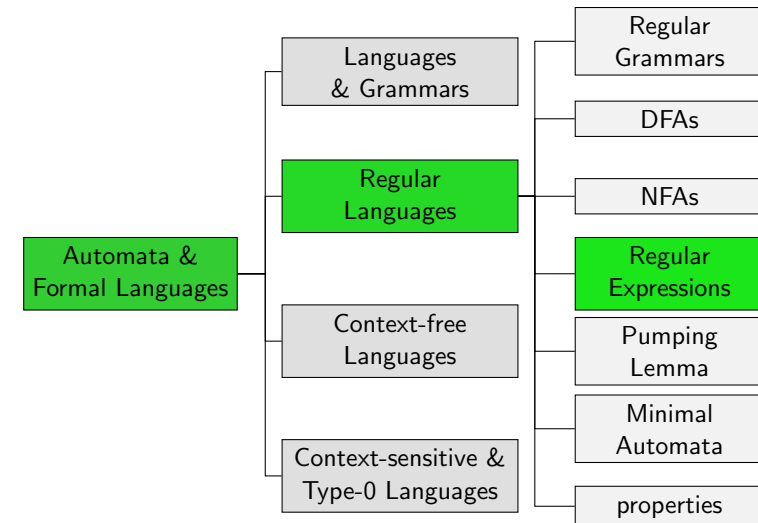 Automata &
Formal Languages
Languages
& Grammars
Regular
Languages
Context-free
Languages
Context-sensitive &
Type-0 Languages
Regular
Grammars
DFAs
NFAs
Regular
Expressions
Pumping
Lemma
Minimal
Automata
properties